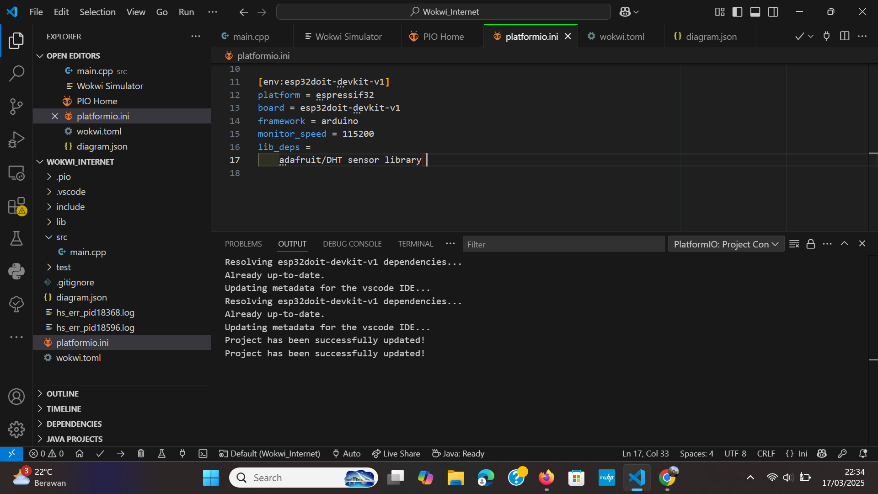 File Edit Selection View Go Run ··· Wokwi_Internet
EXPLORER ···
OPEN EDITORS
main.cpp src
Wokwi Simulator
PIO Home
platformio.ini
wokwi.toml
diagram.json
WOKWI_INTERNET
.pio
.vscode
include
lib
src
main.cpp
test
.gitignore
diagram.json
hs_err_pid18368.log
hs_err_pid18596.log
platformio.ini
wokwi.toml
OUTLINE
TIMELINE
DEPENDENCIES
JAVA PROJECTS
main.cpp Wokwi Simulator PIO Home platformio.ini wokwi.toml diagram.json
platformio.ini
10
11 [env:esp32doit-devkit-v1]
12 platform = espressif32
13 board = esp32doit-devkit-v1
14 framework = arduino
15 monitor_speed = 115200
16 lib_deps =
17 adafruit/DHT sensor library
18
PROBLEMS OUTPUT DEBUG CONSOLE TERMINAL ··· Filter PlatformIO: Project Con
Resolving esp32doit-devkit-v1 dependencies...
Already up-to-date.
Updating metadata for the vscode IDE...
Resolving esp32doit-devkit-v1 dependencies...
Already up-to-date.
Updating metadata for the vscode IDE...
Project has been successfully updated!
Project has been successfully updated!
0 0 Default (Wokwi_Internet) Auto Live Share Java: Ready Ln 17, Col 33 Spaces: 4 UTF 8 CRLF {} Ini
3 22°C
Berawan
Search
22:34
17/03/2025